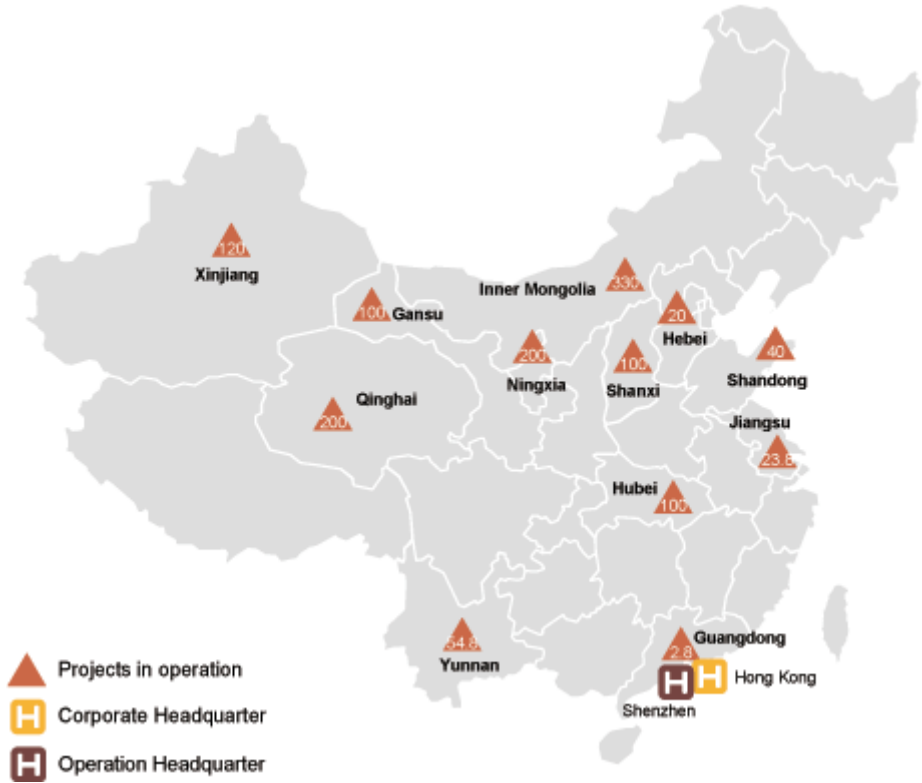 120
Xinjiang
330
Inner Mongolia
100
Gansu
20
Hebei
200
Ningxia
100
Shanxi
40
Shandong
Qinghai
200
Jiangsu
23.8
Hubei
100
54.8
Yunnan
Guangdong
2.8
H
H
Hong Kong
Shenzhen
Projects in operation
H
Corporate Headquarter
H
Operation Headquarter